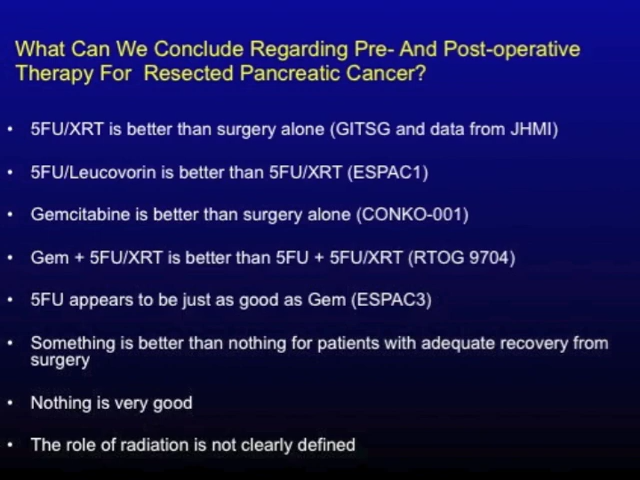 What Can We Conclude Regarding Pre- And Post-operative
Therapy For Resected Pancreatic Cancer?
• 5FU/XRT is better than surgery alone (GITSG and data from JHMI)
• 5FU/Leucovorin is better than 5FU/XRT (ESPAC1)
• Gemcitabine is better than surgery alone (CONKO-001)
• Gem + 5FU/XRT is better than 5FU + 5FU/XRT (RTOG 9704)
• 5FU appears to be just as good as Gem (ESPAC3)
• Something is better than nothing for patients with adequate recovery from
surgery
• Nothing is very good
• The role of radiation is not clearly defined